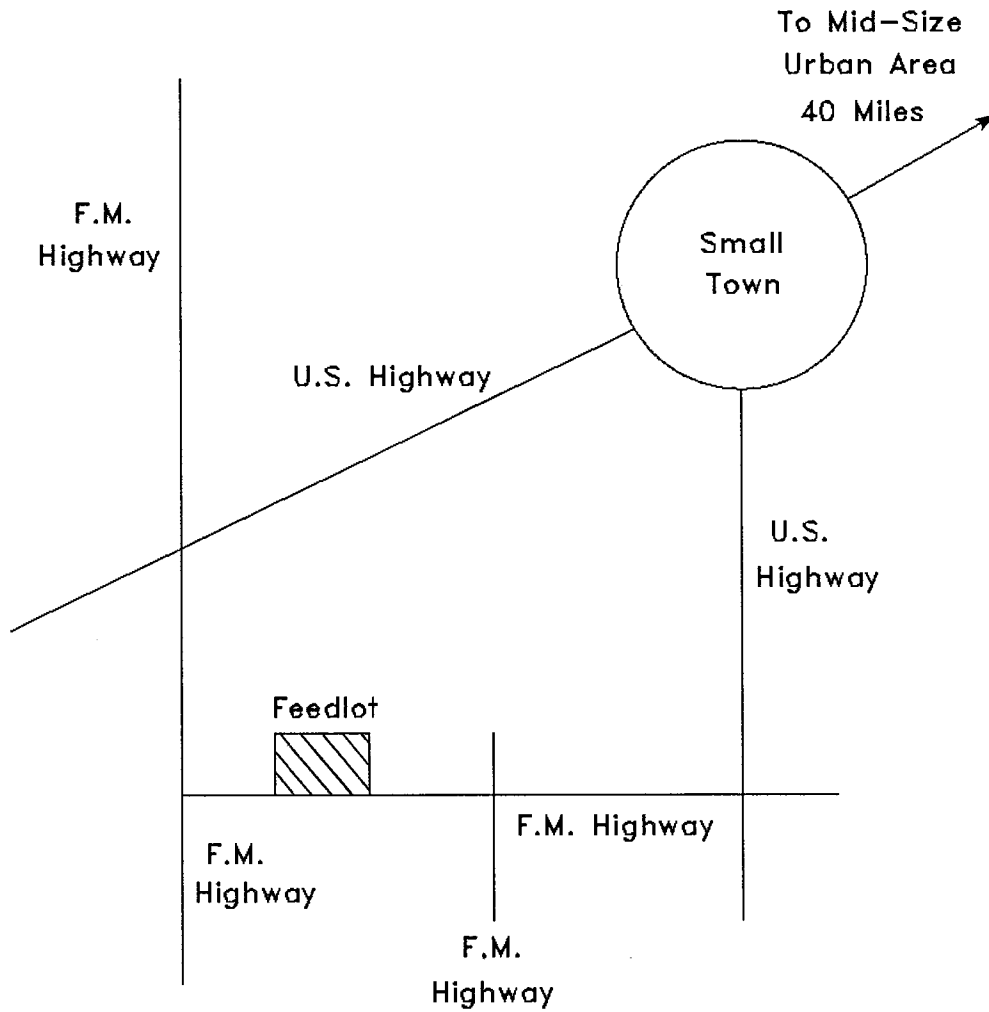 To Mid-Size
Urban Area
40 Miles
F.M.
Highway
Small
Town
U.S. Highway
U.S.
Highway
Feedlot
F.M. Highway
F.M.
Highway
F.M.
Highway